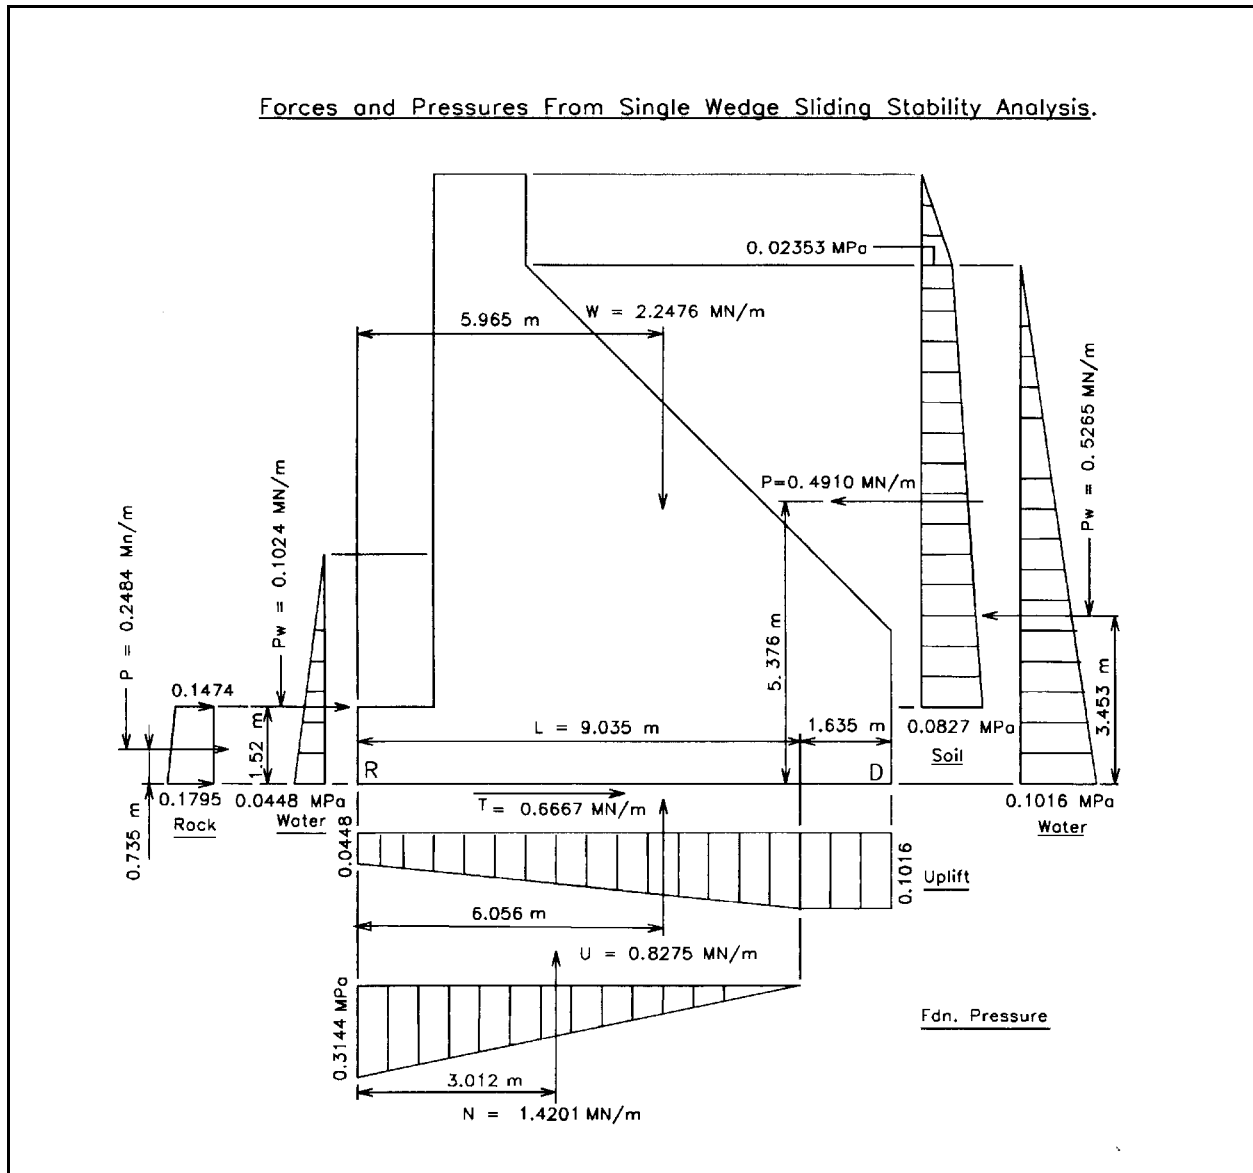 Forces and Pressures From Single Wedge Sliding Stability Analysis.
0.02353 MPa
5.965 m
W = 2.2476 MN/m
P=0.4910 MN/m
Pw = 0.5265 MN/m
P = 0.2484 Mn/m
Pw = 0.1024 MN/m
0.1474
1.52 m
5.376 m
3.453 m
L = 9.035 m
1.635 m
0.0827 MPa
Soil
R
D
0.1795
Rock
0.0448 MPa
Water
0.735 m
T = 0.6667 MN/m
0.1016 MPa
Water
0.0448
0.1016
Uplift
6.056 m
U = 0.8275 MN/m
0.3144 MPa
Fdn. Pressure
3.012 m
N = 1.4201 MN/m